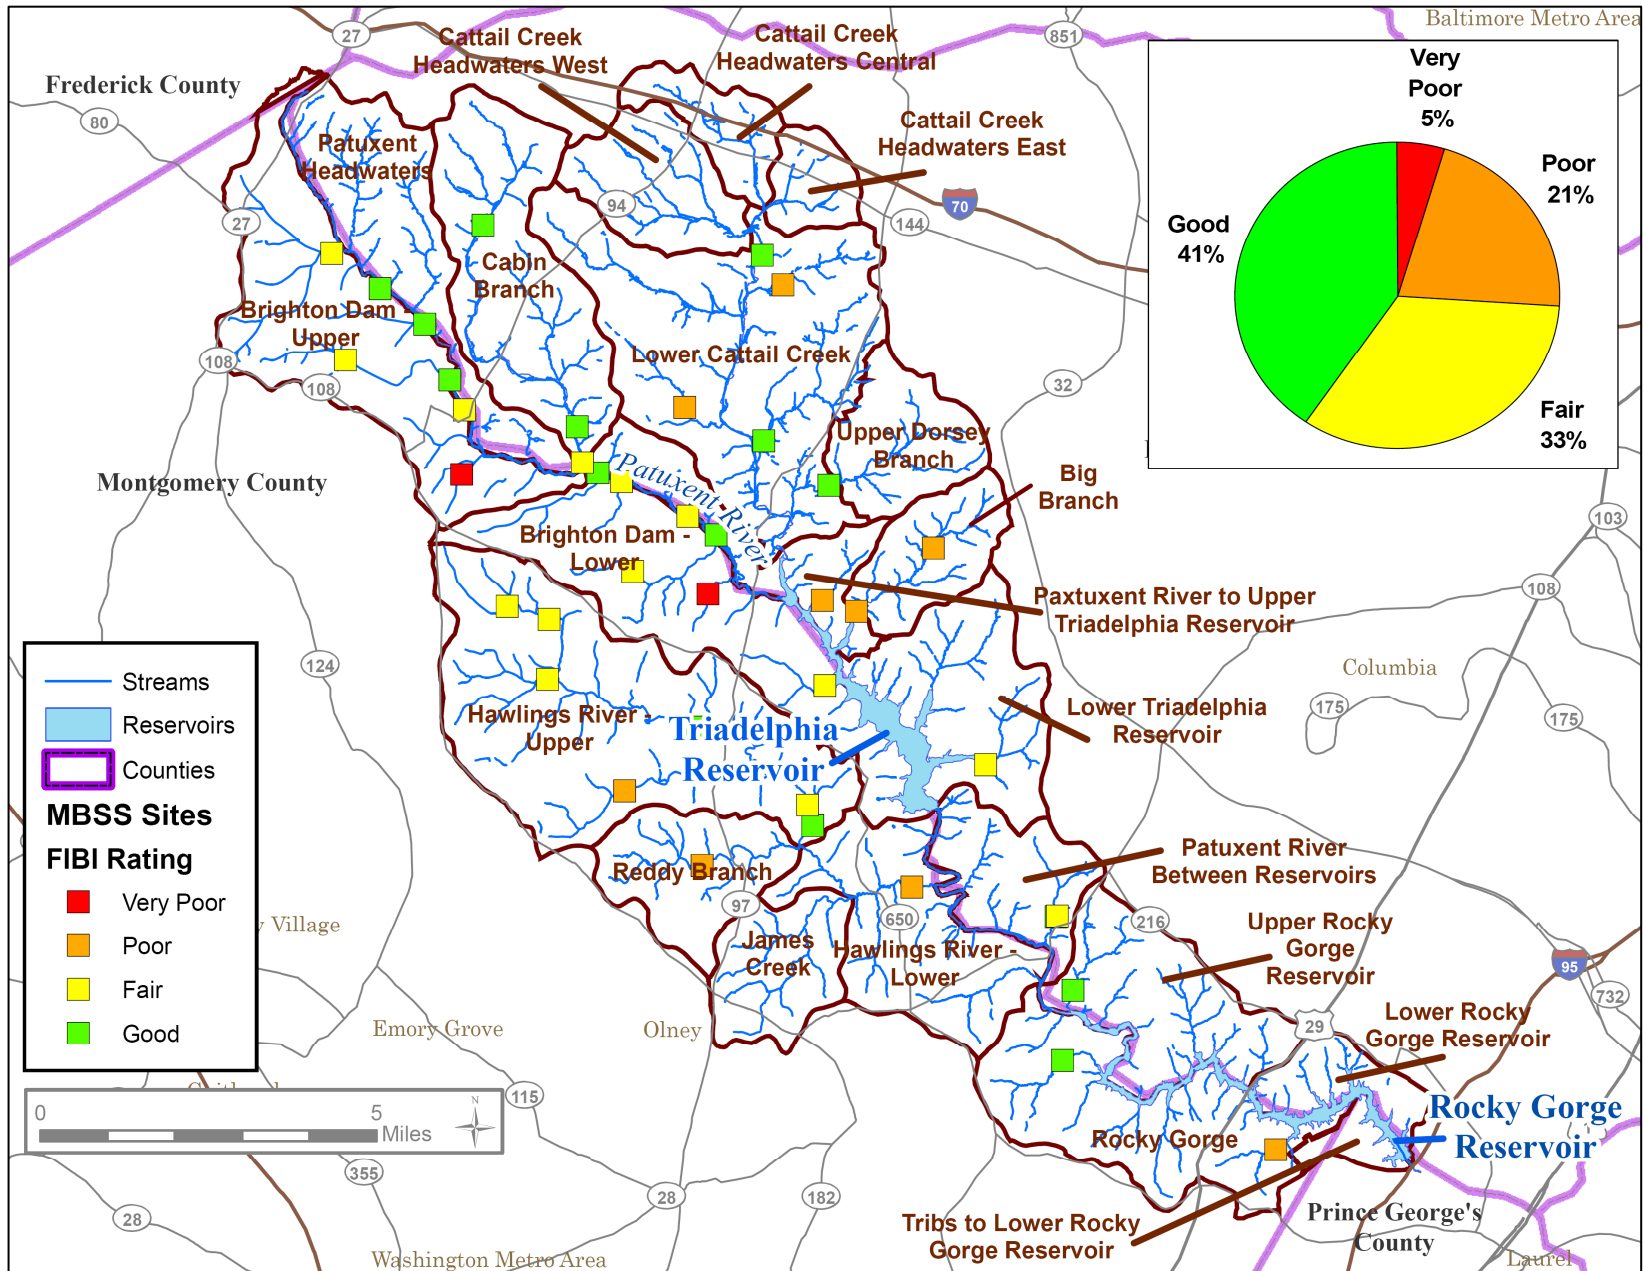 Baltimore Metro Area
27
851
Cattail Creek
Headwaters West
Cattail Creek
Headwaters Central
Frederick County
80
Cattail Creek
Headwaters East
Patuxent
Headwaters
94
70
144
27
Cabin
Branch
Brighton Dam -
Upper
Lower Cattail Creek
108
108
32
Upper Dorsey
Branch
Big
Branch
Montgomery County
Patuxent River
Brighton Dam -
Lower
103
108
Paxtuxent River to Upper
Triadelphia Reservoir
124
Columbia
175
175
Hawlings River -
Upper
Triadelphia
Reservoir
Lower Triadelphia
Reservoir
Reddy Branch
Patuxent River
Between Reservoirs
97
650
216
James
Creek
Hawlings River -
Lower
Upper Rocky
Gorge
Reservoir
95
732
Lower Rocky
Gorge Reservoir
29
Village
Emory Grove
Olney
115
Rocky Gorge
Rocky Gorge
Reservoir
355
28
28
182
Tribs to Lower Rocky
Gorge Reservoir
Prince George's
County
Washington Metro Area
Laurel
Very
Poor
5%
Poor
21%
Good
41%
Fair
33%
Streams
Reservoirs
Counties
MBSS Sites
FIBI Rating
Very Poor
Poor
Fair
Good
0
5
Miles
N